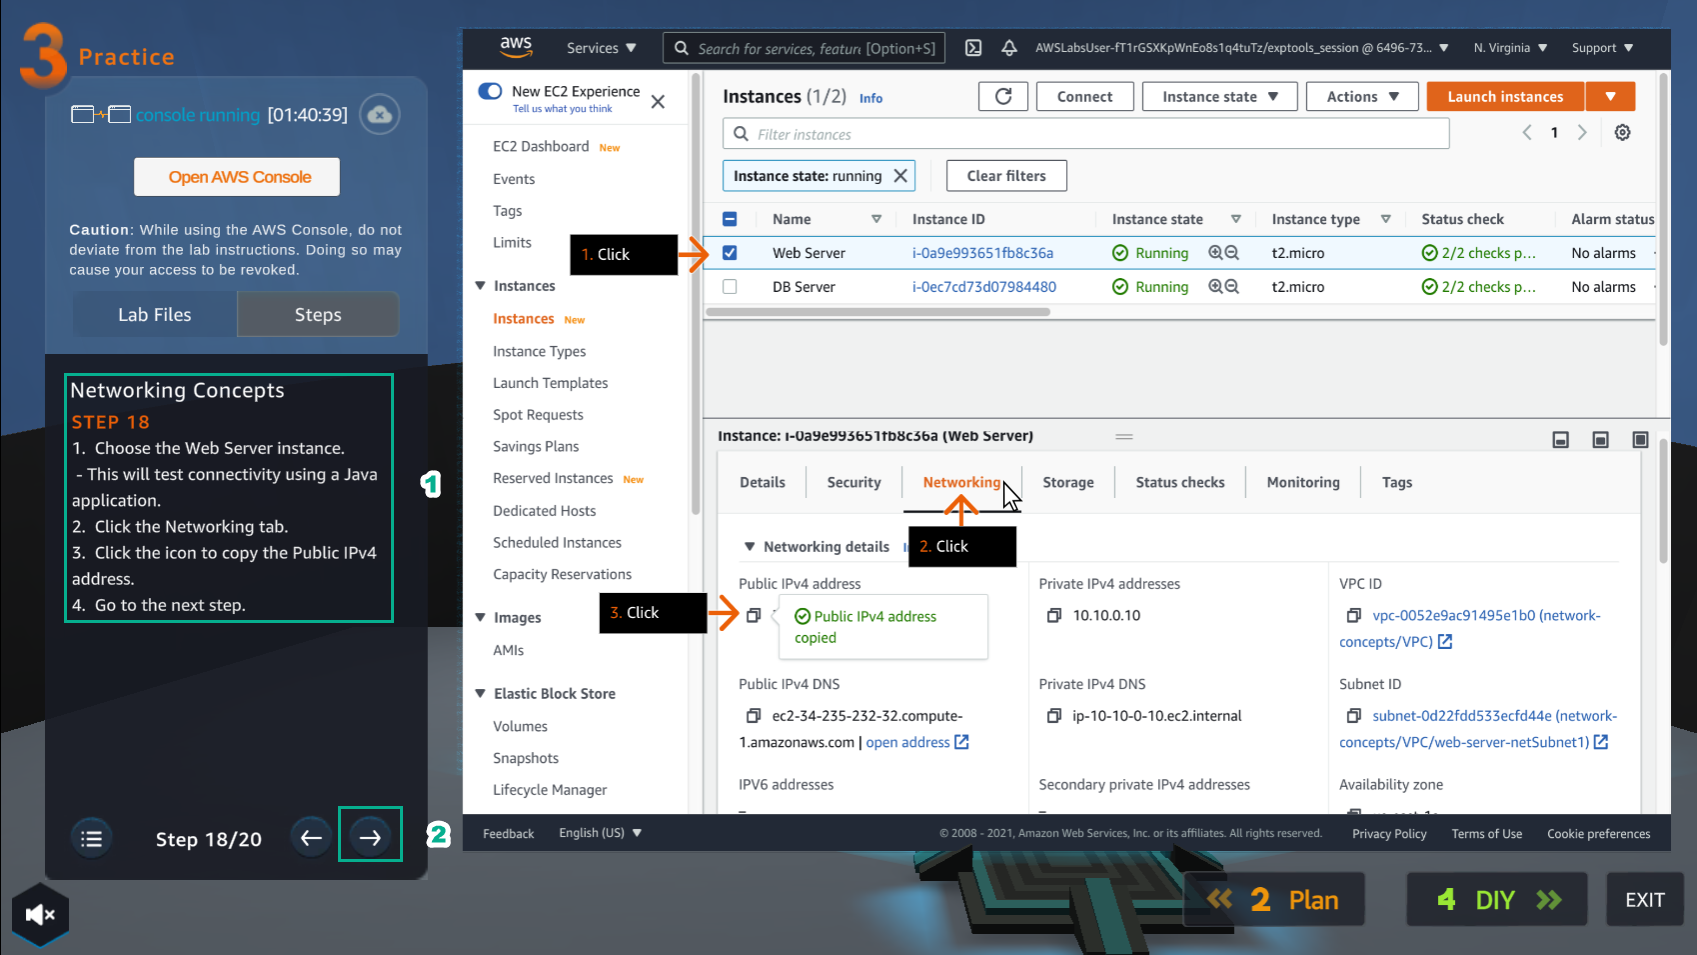 3 Practice
console running [01:40:39]
Open AWS Console
Caution: While using the AWS Console, do not
deviate from the lab instructions. Doing so may
cause your access to be revoked.
Lab Files
Steps
Networking Concepts
STEP 18
1. Choose the Web Server instance.
- This will test connectivity using a Java
application.
2. Click the Networking tab.
3. Click the icon to copy the Public IPv4
address.
4. Go to the next step.
1
Step 18/20
2
aws
Services
Search for services, featur [Option+S]
AWSLabsUser-fT1rGSXKpWnEo8s1q4tuTz/exptools_session @ 6496-73...
N. Virginia
Support
New EC2 Experience
Tell us what you think
EC2 Dashboard New
Events
Tags
Limits
Instances
Instances New
Instance Types
Launch Templates
Spot Requests
Savings Plans
Reserved Instances New
Dedicated Hosts
Scheduled Instances
Capacity Reservations
Images
AMIs
Elastic Block Store
Volumes
Snapshots
Lifecycle Manager
Instances (1/2) Info
Connect
Instance state
Actions
Launch instances
Filter instances
1
Instance state: running
Clear filters
Name Instance ID Instance state Instance type Status check Alarm status
1. Click
Web Server i-0a9e993651fb8c36a Running t2.micro 2/2 checks p... No alarms
DB Server i-0ec7cd73d07984480 Running t2.micro 2/2 checks p... No alarms
Instance: i-0a9e993651fb8c36a (Web Server)
Details Security Networking Storage Status checks Monitoring Tags
2. Click
Networking details
Public IPv4 address
3. Click
Public IPv4 address
copied
Private IPv4 addresses
10.10.0.10
VPC ID
vpc-0052e9ac91495e1b0 (network-
concepts/VPC)
Public IPv4 DNS
ec2-34-235-232-32.compute-
1.amazonaws.com | open address
Private IPv4 DNS
ip-10-10-0-10.ec2.internal
Subnet ID
subnet-0d22fdd533ecfd44e (network-
concepts/VPC/web-server-netSubnet1)
IPV6 addresses
–
Secondary private IPv4 addresses
–
Availability zone
Feedback
English (US)
© 2008 - 2021, Amazon Web Services, Inc. or its affiliates. All rights reserved.
Privacy Policy
Terms of Use
Cookie preferences
2 Plan
4 DIY
EXIT